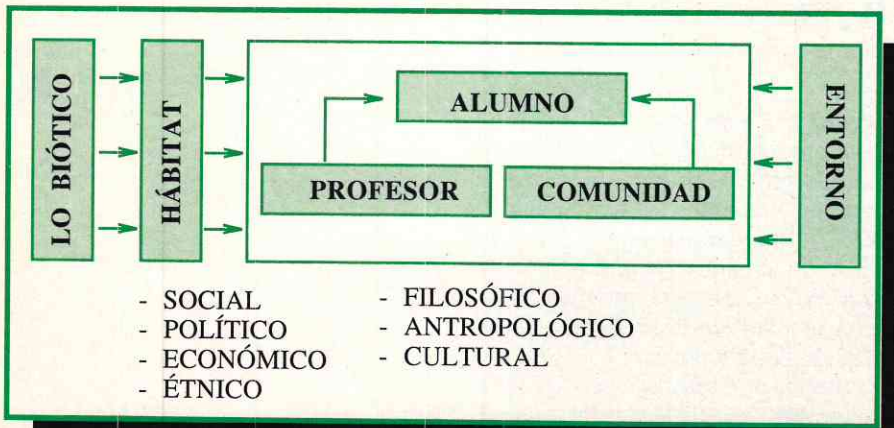 LO BIÓTICO
HÁBITAT
ALUMNO
PROFESOR
COMUNIDAD
ENTORNO
- SOCIAL
- POLÍTICO
- ECONÓMICO
- ÉTNICO
- FILOSÓFICO
- ANTROPOLÓGICO
- CULTURAL